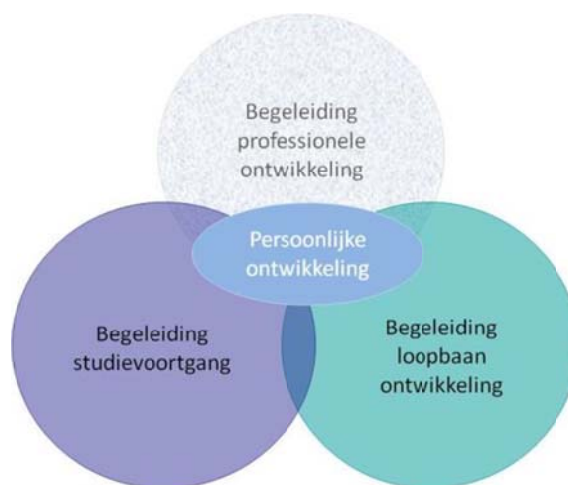 Begeleiding
professionele
ontwikkeling
Persoonlijke
ontwikkeling
Begeleiding
studievoortgang
Begeleiding
loopbaan
ontwikkeling